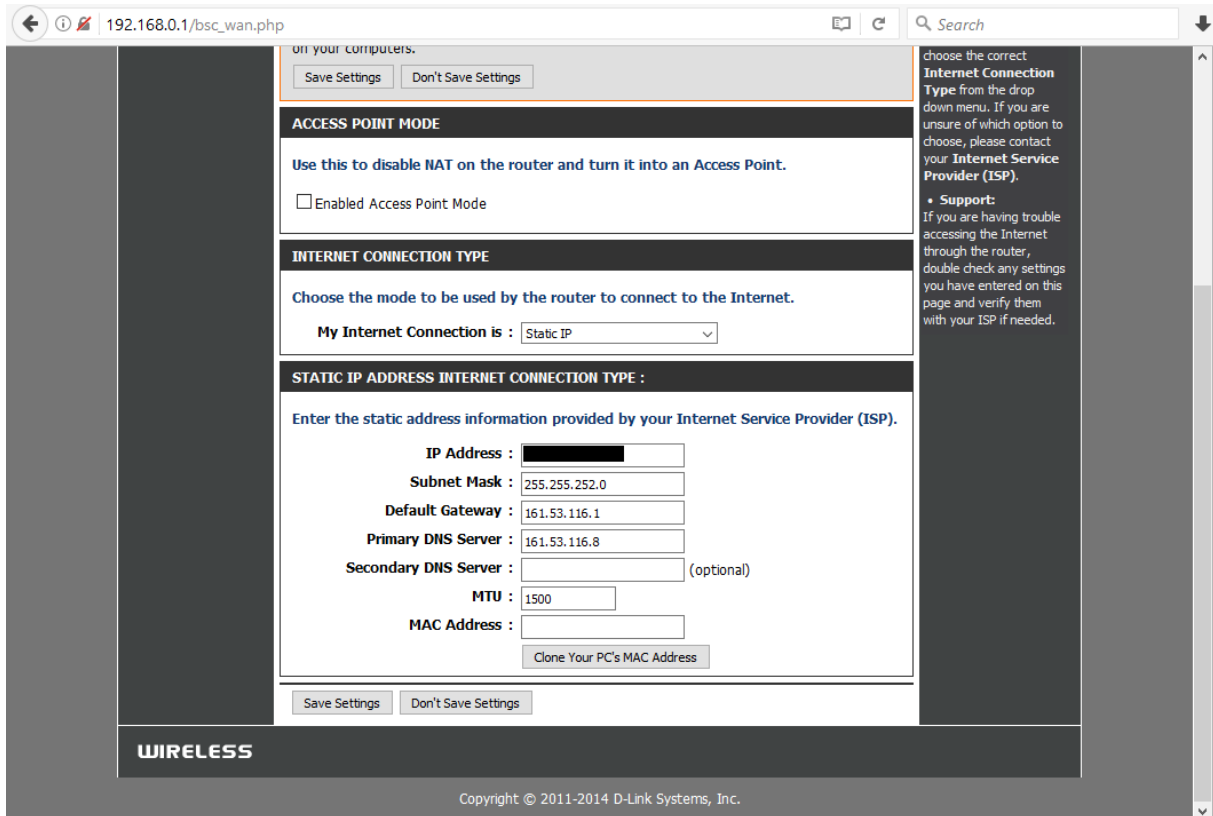 192.168.0.1/bsc_wan.php
Search
on your computers.
Save Settings Don't Save Settings
ACCESS POINT MODE
Use this to disable NAT on the router and turn it into an Access Point.
Enabled Access Point Mode
INTERNET CONNECTION TYPE
Choose the mode to be used by the router to connect to the Internet.
My Internet Connection is : Static IP
STATIC IP ADDRESS INTERNET CONNECTION TYPE :
Enter the static address information provided by your Internet Service Provider (ISP).
IP Address :
Subnet Mask : 255.255.252.0
Default Gateway : 161.53.116.1
Primary DNS Server : 161.53.116.8
Secondary DNS Server : (optional)
MTU : 1500
MAC Address :
Clone Your PC's MAC Address
Save Settings Don't Save Settings
choose the correct
Internet Connection
Type from the drop
down menu. If you are
unsure of which option to
choose, please contact
your Internet Service
Provider (ISP).
• Support:
If you are having trouble
accessing the Internet
through the router,
double check any settings
you have entered on this
page and verify them
with your ISP if needed.
WIRELESS
Copyright © 2011-2014 D-Link Systems, Inc.